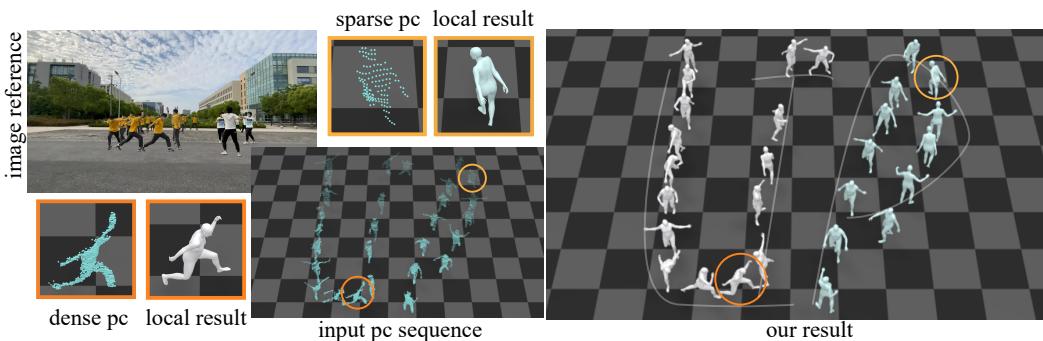 sparse pc
local result
image reference
dense pc
local result
input pc sequence
our result